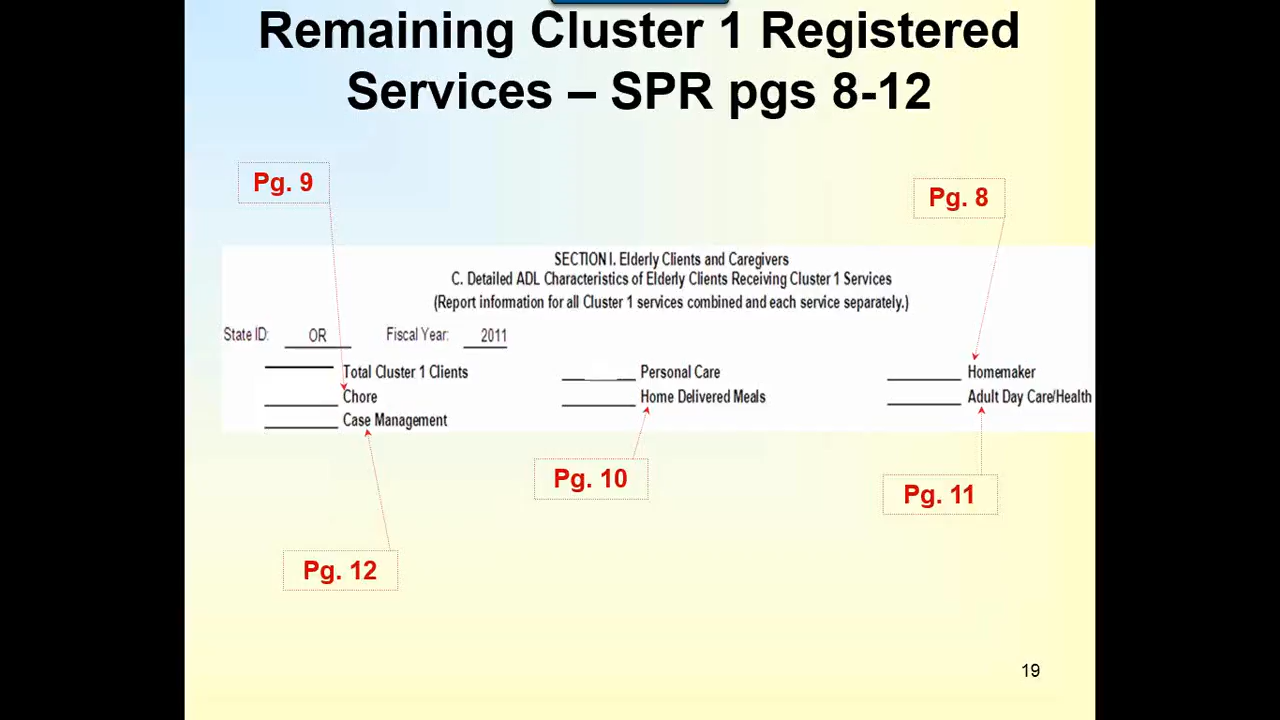 Remaining Cluster 1 Registered
Services – SPR pgs 8-12
Pg. 9
Pg. 8
SECTION I. Elderly Clients and Caregivers
C. Detailed ADL Characteristics of Elderly Clients Receiving Cluster 1 Services
(Report information for all Cluster 1 services combined and each service separately.)
State ID: OR Fiscal Year: 2011
Total Cluster 1 Clients Personal Care Homemaker
Chore Home Delivered Meals Adult Day Care/Health
Case Management
Pg. 10
Pg. 11
Pg. 12
19